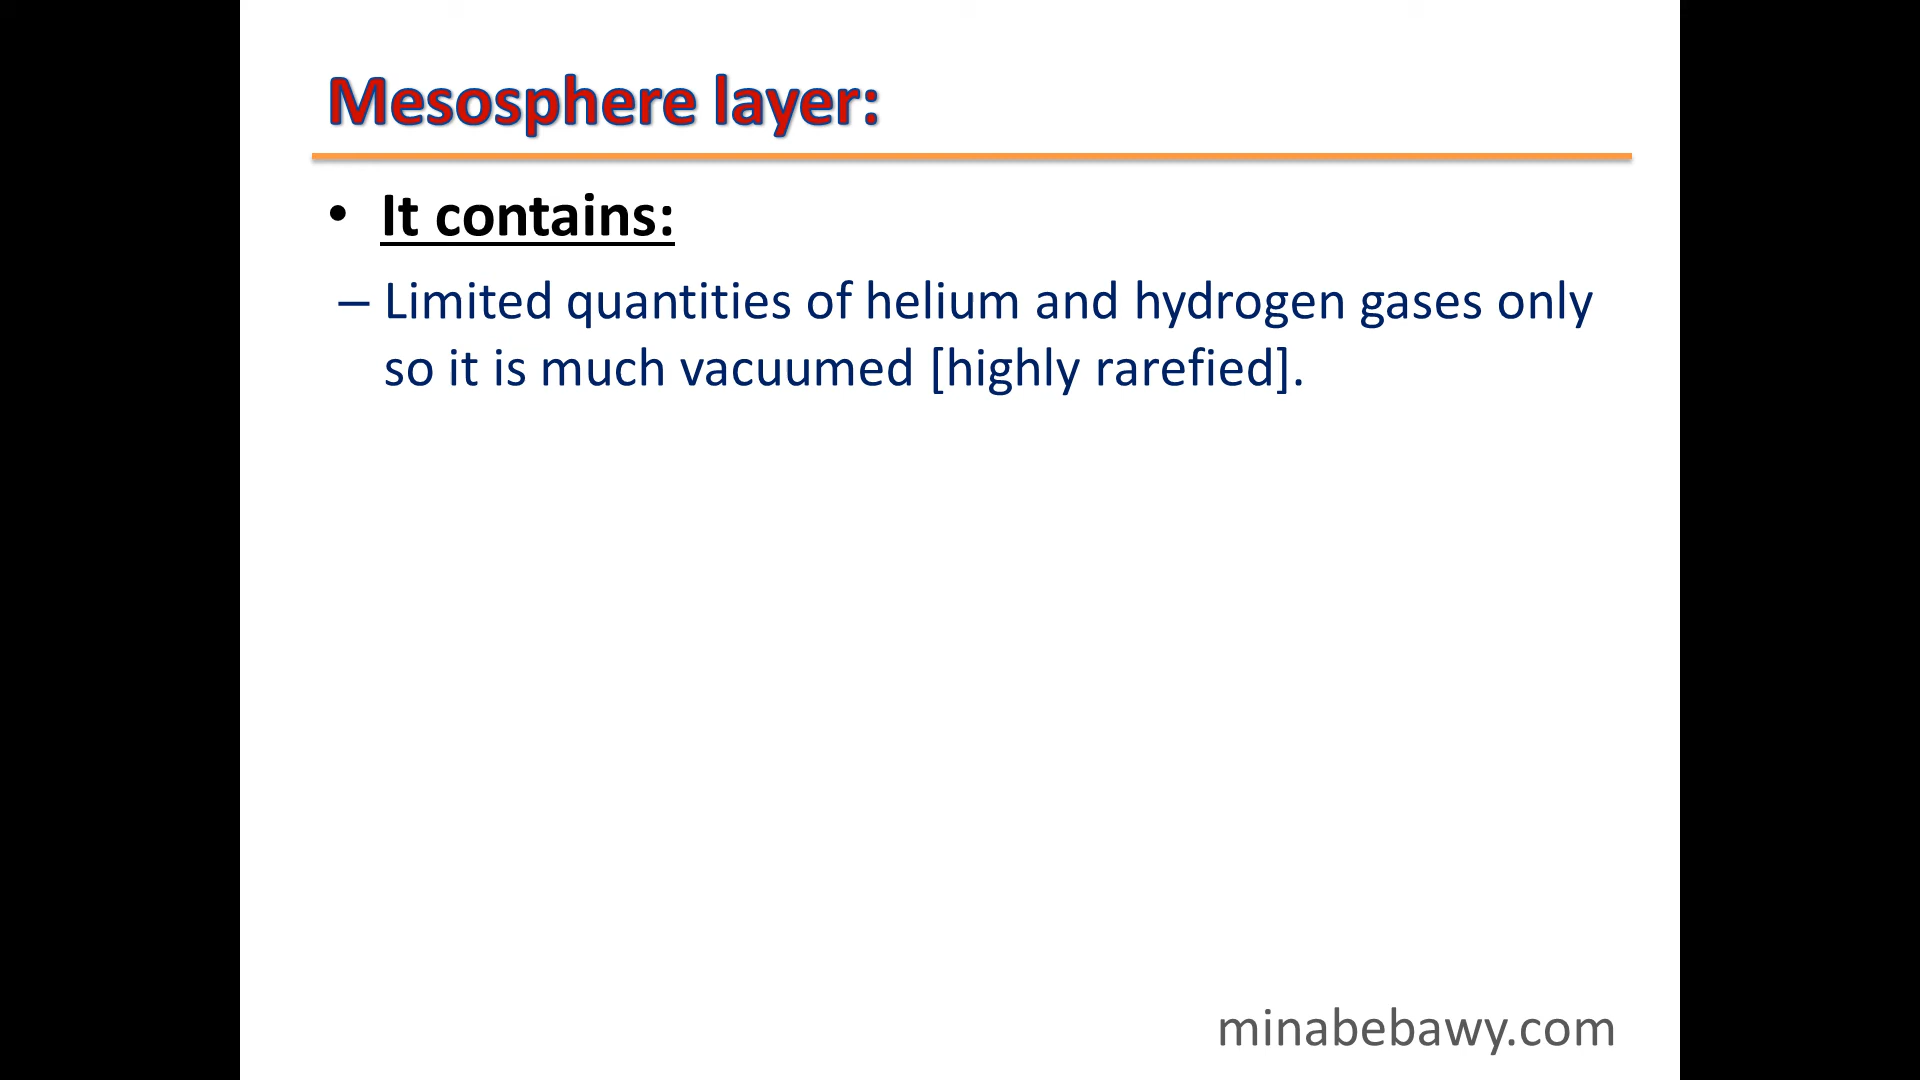 Mesosphere layer:
• It contains:
– Limited quantities of helium and hydrogen gases only
so it is much vacuumed [highly rarefied].
minabebawy.com